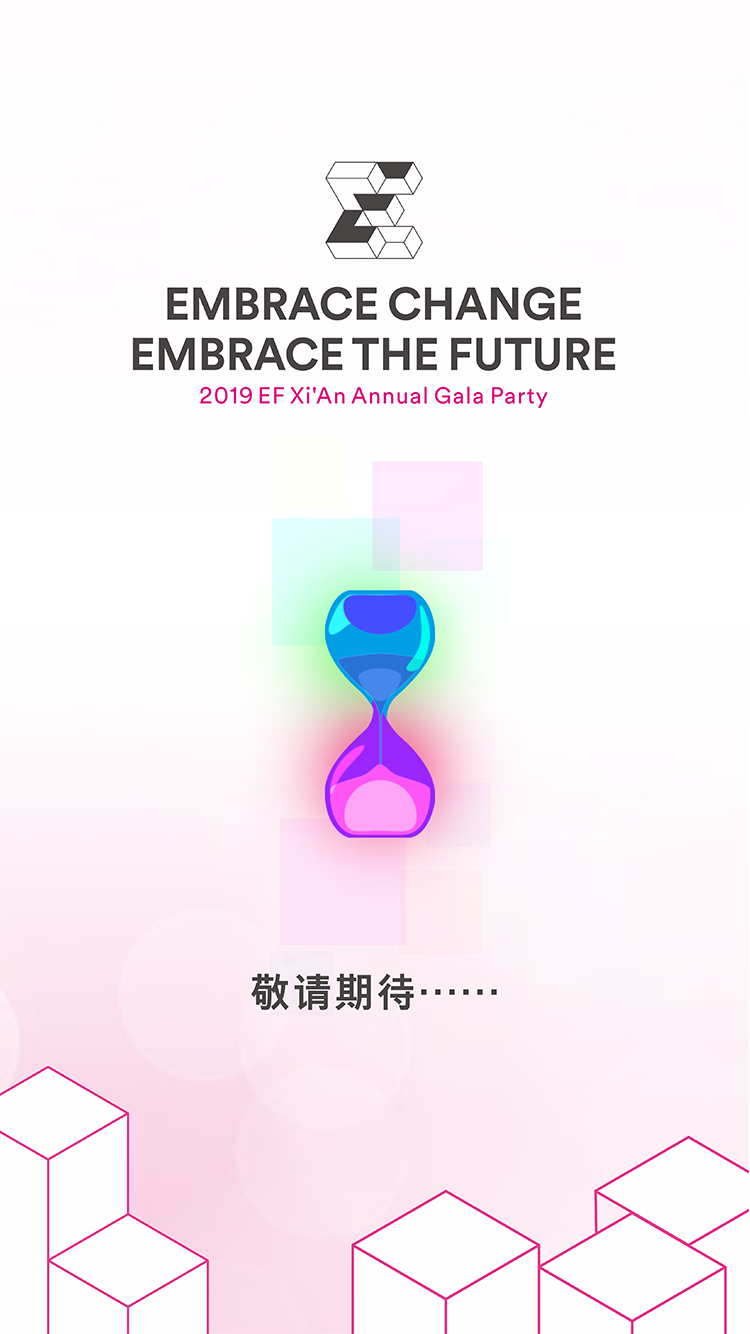 EMBRACE CHANGE
EMBRACE THE FUTURE
2019 EF Xi'An Annual Gala Party
敬请期待……